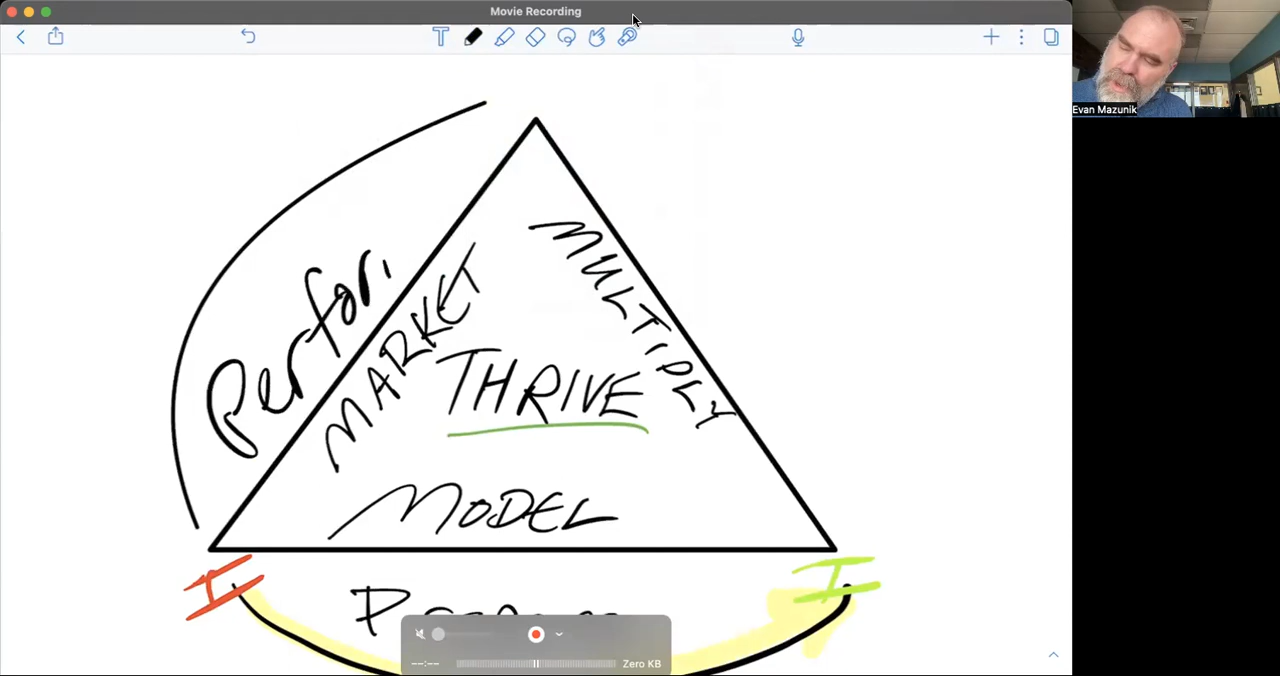 Movie Recording
Evan Mazunik
Perfor.
MARKET
MULTIPLY
THRIVE
MODEL
I
I
--:--
Zero KB